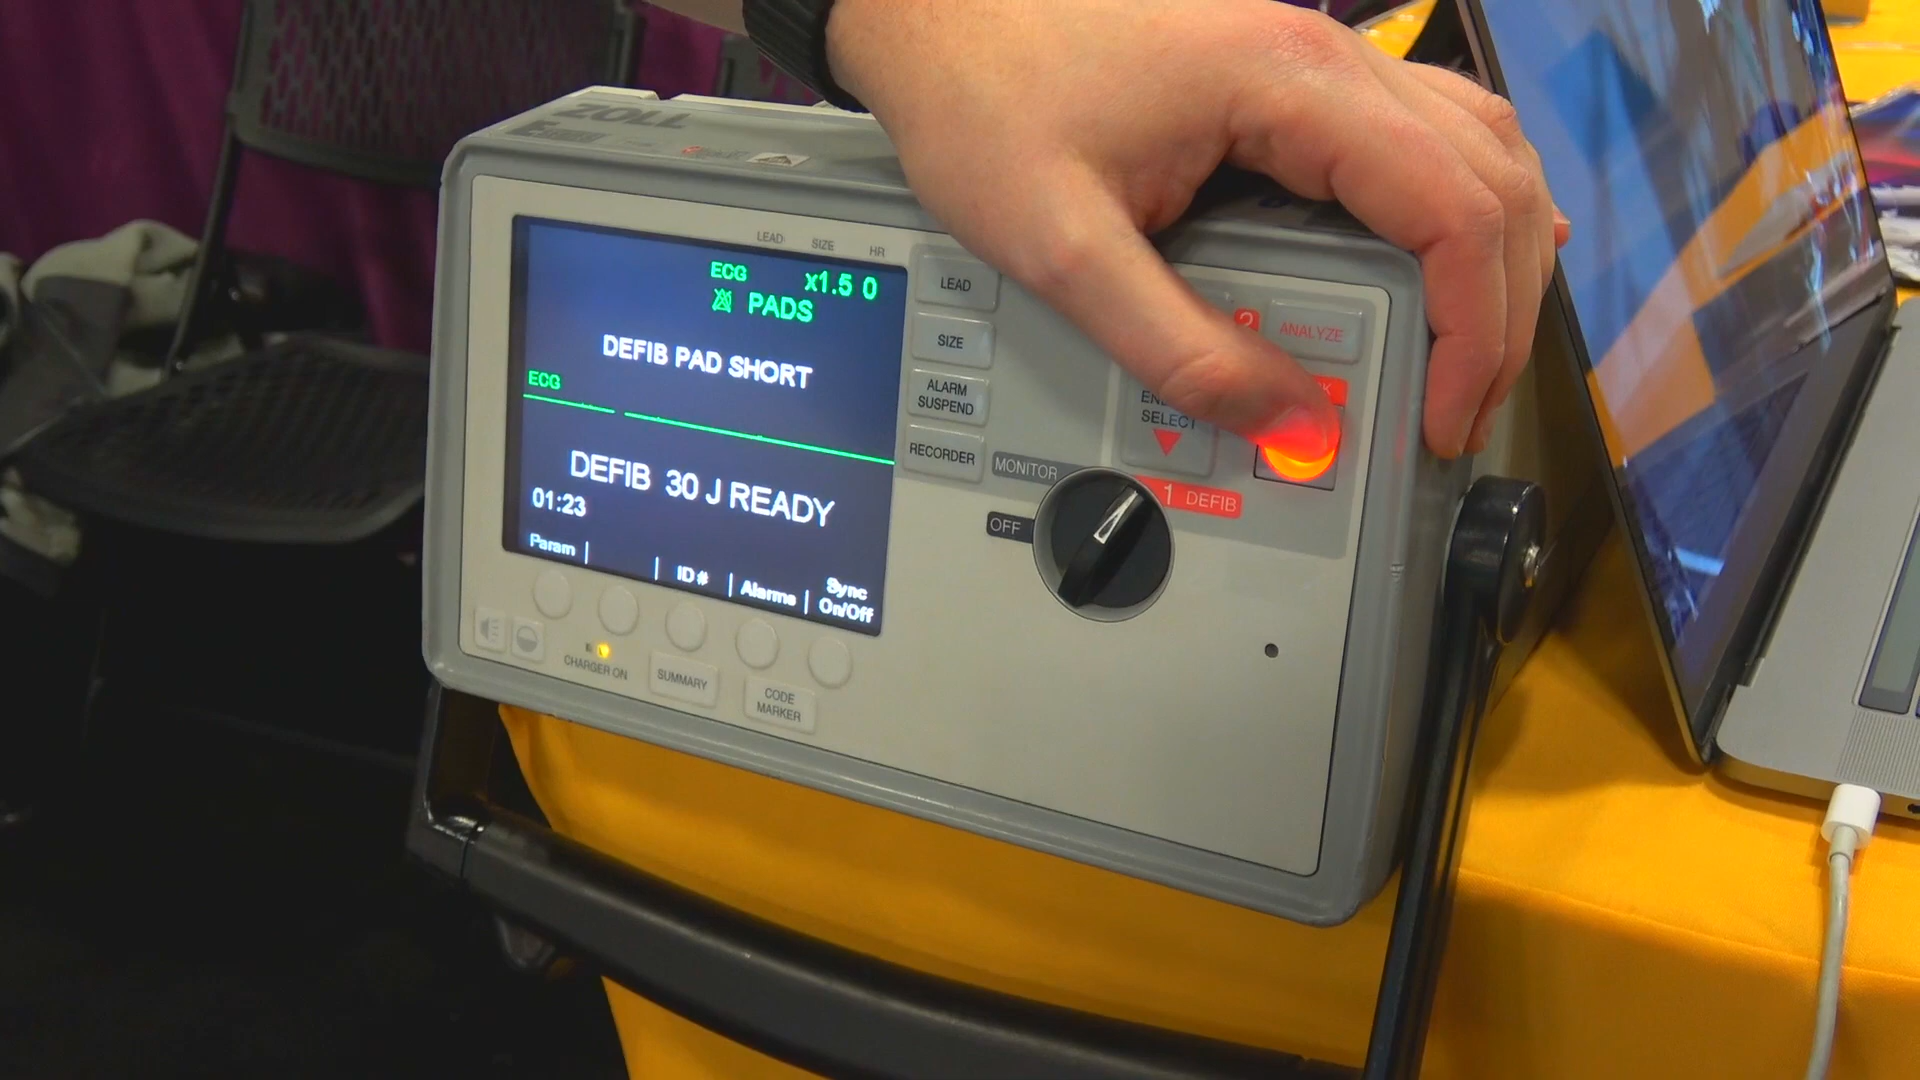 ZOLL
LEAD SIZE HR
ECG x1.5 0
PADS
DEFIB PAD SHORT
ECG
DEFIB 30 J READY
01:23
Param
ID #
Alarms
Sync
On/Off
LEAD
SIZE
ALARM
SUSPEND
RECORDER
2
ANALYZE
SELECT
MONITOR
1 DEFIB
OFF
CHARGER ON
SUMMARY
CODE
MARKER